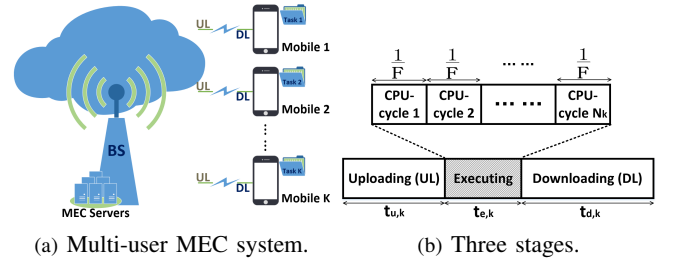 UL
DL
Task 1
Mobile 1
UL
DL
Task 2
Mobile 2
BS
UL
DL
Task K
Mobile K
MEC Servers
(a) Multi-user MEC system.
1/F 1/F ... ... 1/F
CPU-cycle 1 CPU-cycle 2 ... ... CPU-cycle Nk
Uploading (UL) Executing Downloading (DL)
tu,k te,k td,k
(b) Three stages.